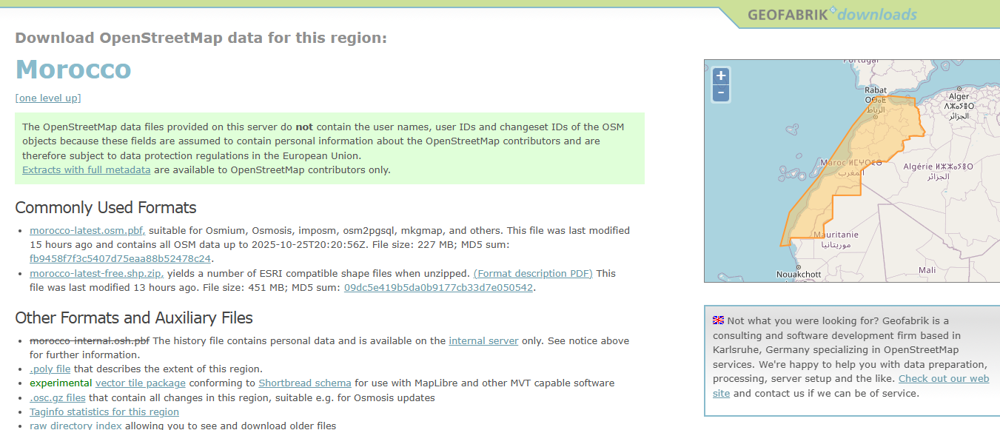 GEOFABRIK downloads
Download OpenStreetMap data for this region:
Morocco
[one level up]
The OpenStreetMap data files provided on this server do not contain the user names, user IDs and changeset IDs of the OSM
objects because these fields are assumed to contain personal information about the OpenStreetMap contributors and are
therefore subject to data protection regulations in the European Union.
Extracts with full metadata are available to OpenStreetMap contributors only.
Commonly Used Formats
• morocco-latest.osm.pbf, suitable for Osmium, Osmosis, imposm, osm2pgsql, mkgmap, and others. This file was last modified
15 hours ago and contains all OSM data up to 2025-10-25T20:20:56Z. File size: 227 MB; MD5 sum:
fb9458f7f3c5407d75eaa88b52478c24.
• morocco-latest-free.shp.zip, yields a number of ESRI compatible shape files when unzipped. (Format description PDF) This
file was last modified 13 hours ago. File size: 451 MB; MD5 sum: 09dc5e419b5da0b9177cb33d7e050542.
Other Formats and Auxiliary Files
• morocco-internal.osh.pbf The history file contains personal data and is available on the internal server only. See notice above
for further information.
• .poly file that describes the extent of this region.
• experimental vector tile package conforming to Shortbread schema for use with MapLibre and other MVT capable software
• .osc.gz files that contain all changes in this region, suitable e.g. for Osmosis updates
• Taginfo statistics for this region
• raw directory index allowing you to see and download older files
+
-
Portugal
Rabat
الرباط
Alger
الجزائر
Maroc ⵍⵎⵖⵔⵉⴱ
المغرب
Algérie ⵍⵣⵣⴰⵢⴻⵔ
الجزائر
Mauritanie
موريتانيا
Nouakchott
Mali
Not what you were looking for? Geofabrik is a
consulting and software development firm based in
Karlsruhe, Germany specializing in OpenStreetMap
services. We're happy to help you with data preparation,
processing, server setup and the like. Check out our web
site and contact us if we can be of service.